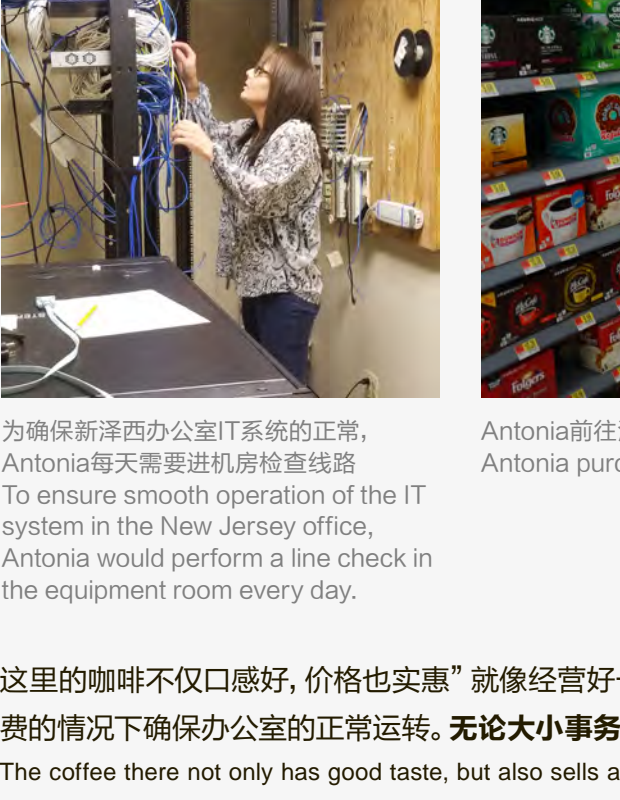 为确保新泽西办公室IT系统的正常,
Antonia每天需要进机房检查线路
To ensure smooth operation of the IT
system in the New Jersey office,
Antonia would perform a line check in
the equipment room every day.
Antonia前往
Antonia
Folgers
这里的咖啡不仅口感好, 价格也实惠” 就像经营好
费的情况下确保办公室的正常运转。无论大小事务
The coffee there not only has good taste, but also sells a